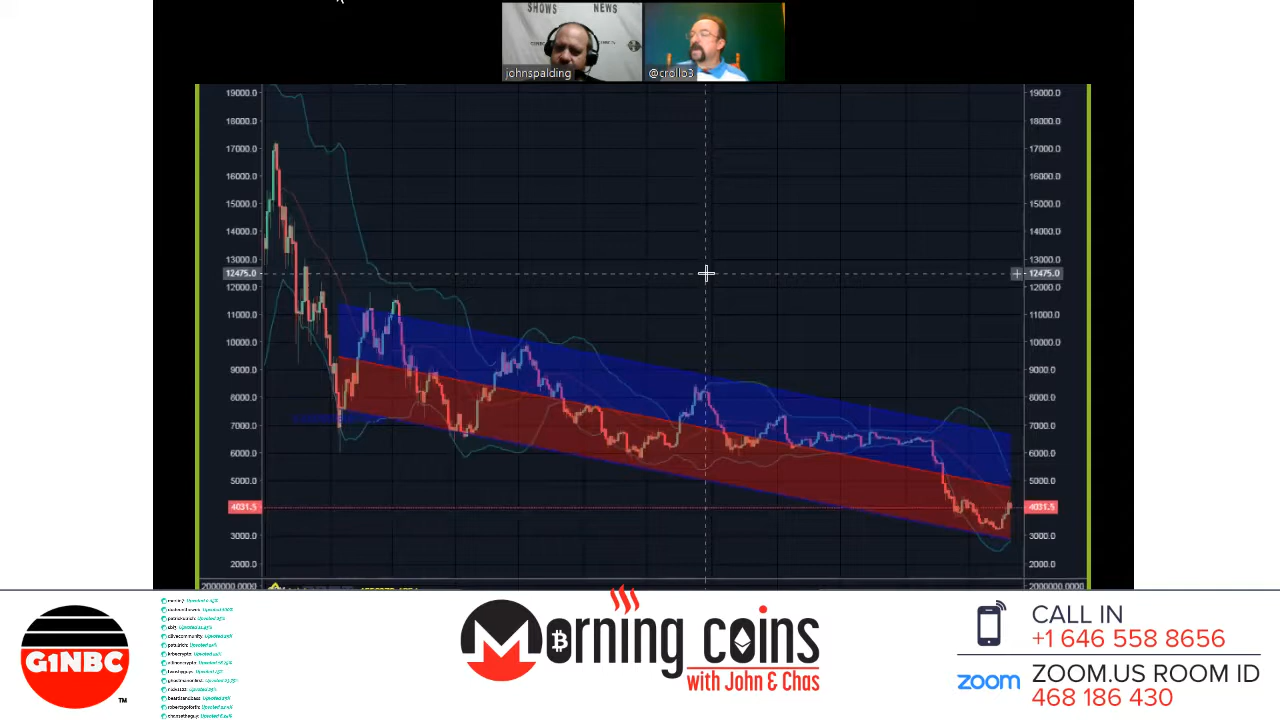 SHOWS NEWS
johnspalding
@crollo3
19000.0 19000.0
18000.0 18000.0
17000.0 17000.0
16000.0 16000.0
15000.0 15000.0
14000.0 14000.0
13000.0 13000.0
12475.0 12475.0
12000.0 12000.0
11000.0 11000.0
10000.0 10000.0
9000.0 9000.0
8000.0 8000.0
7000.0 7000.0
6000.0 6000.0
5000.0 5000.0
4031.5 4031.5
3000.0 3000.0
2000.0 2000.0
2000000.0000 2000000.0000
G1NBC
TM
Morning coins
with John & Chas
CALL IN
+1 646 558 8656
zoom
ZOOM.US ROOM ID
468 186 430